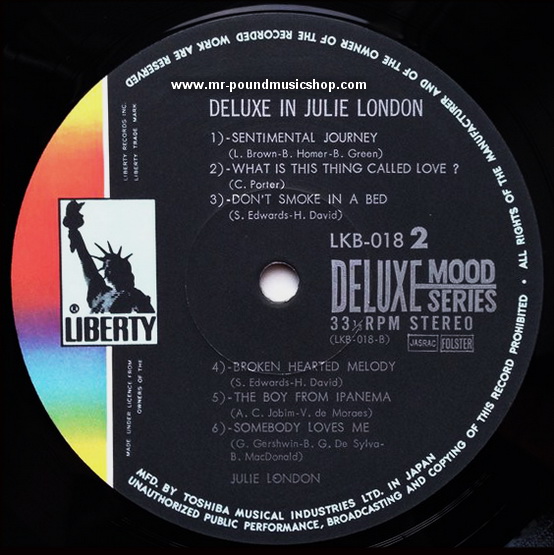 www.mr-poundmusicshop.com
DELUXE IN JULIE LONDON
1)-SENTIMENTAL JOURNEY
(L. Brown-B. Homer-B. Green)
2)-WHAT IS THIS THING CALLED LOVE ?
(C. Porter)
3)-DON'T SMOKE IN A BED
(S. Edwards-H. David)
LKB-018 2
DELUXE MOOD SERIES
33⅓RPM STEREO
(LKB-018-B)
JASRAC FOLSTER
4)-BROKEN HEARTED MELODY
(S. Edwards-H. David)
5)-THE BOY FROM IPANEMA
(A. C. Jobim-V. de Moraes)
6)-SOMEBODY LOVES ME
(G. Gershwin-B. G. De Sylva-
B. MacDonald)
JULIE LONDON
LIBERTY RECORDS INC.
LIBERTY TRADE MARK
®
LIBERTY
MADE UNDER LICENCE FROM
OWNERS OF THE
MFD. BY TOSHIBA MUSICAL INDUSTRIES LTD. IN JAPAN
ALL RIGHTS OF THE MANUFACTURER AND OF THE OWNER OF THE RECORDED WORK ARE RESERVED
UNAUTHORIZED PUBLIC PERFORMANCE, BROADCASTING AND COPYING OF THIS RECORD PROHIBITED •